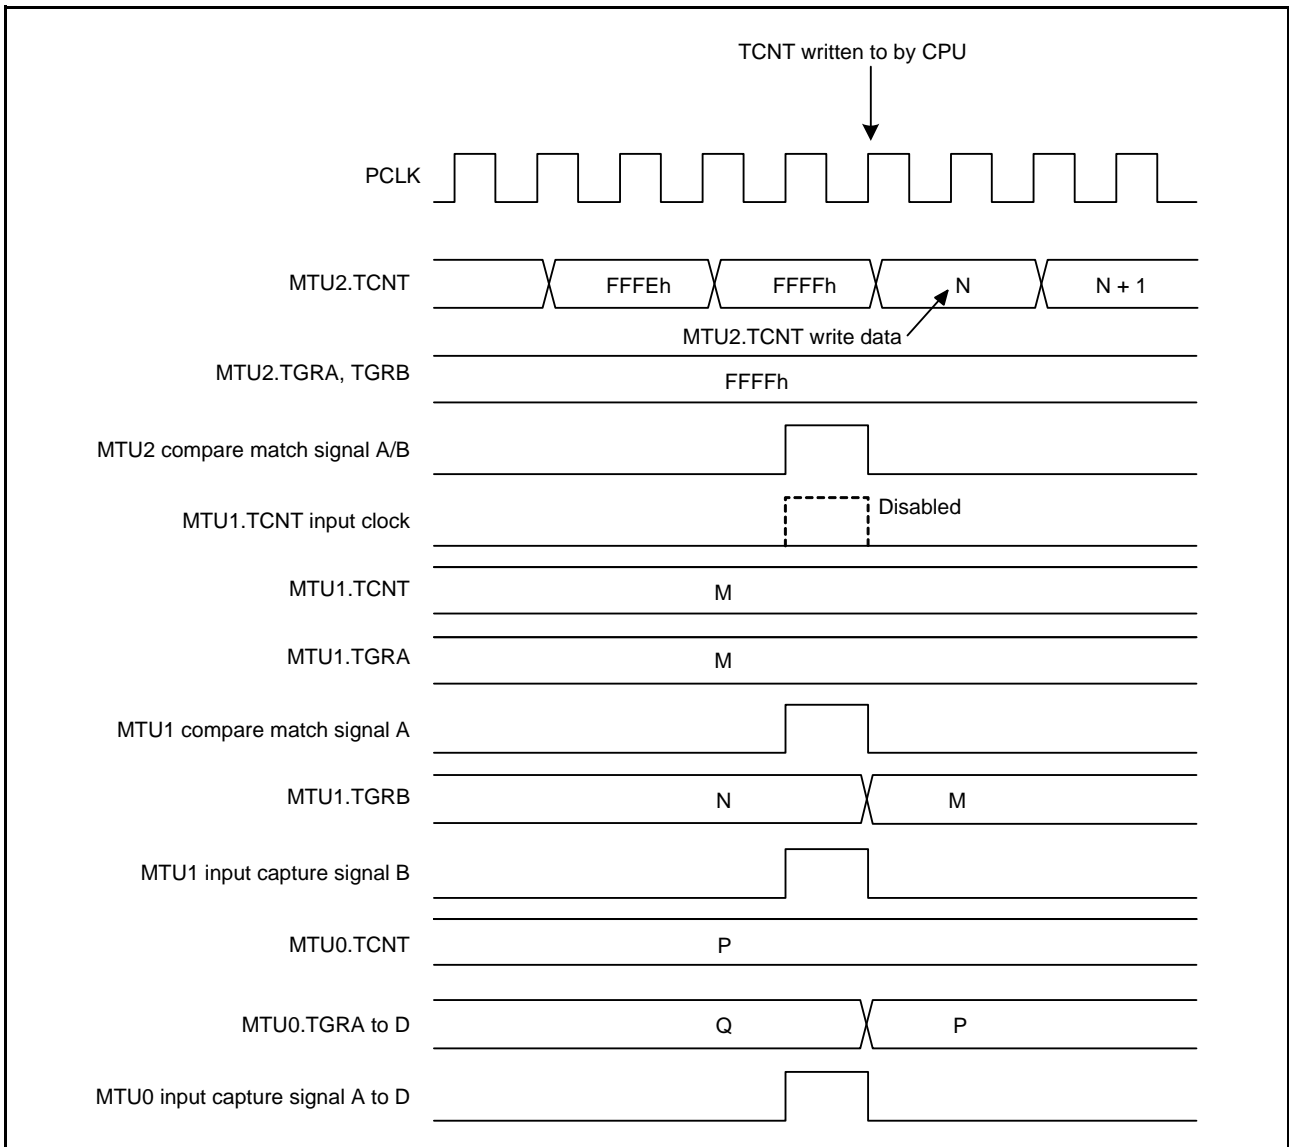 TCNT written to by CPU
PCLK
MTU2.TCNT FFFEh FFFFh N N + 1
MTU2.TCNT write data
MTU2.TGRA, TGRB FFFFh
MTU2 compare match signal A/B
MTU1.TCNT input clock Disabled
MTU1.TCNT M
MTU1.TGRA M
MTU1 compare match signal A
MTU1.TGRB N M
MTU1 input capture signal B
MTU0.TCNT P
MTU0.TGRA to D Q P
MTU0 input capture signal A to D